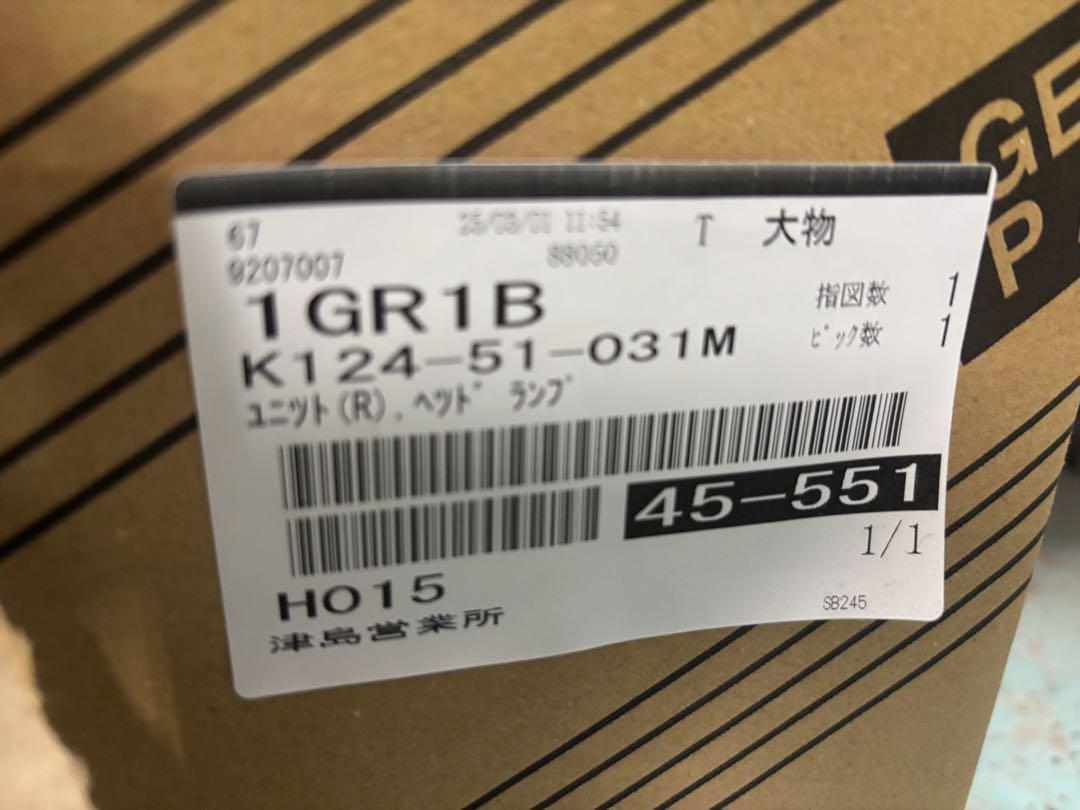 67 25/03/01 11:54 T 大物
9207007 S8050
1GR1B 指図数 1
K124-51-031M ピック数 1
ユニット(R),ヘッド ランプ
45-551
1/1
H015
津島営業所 SB245
GE
P